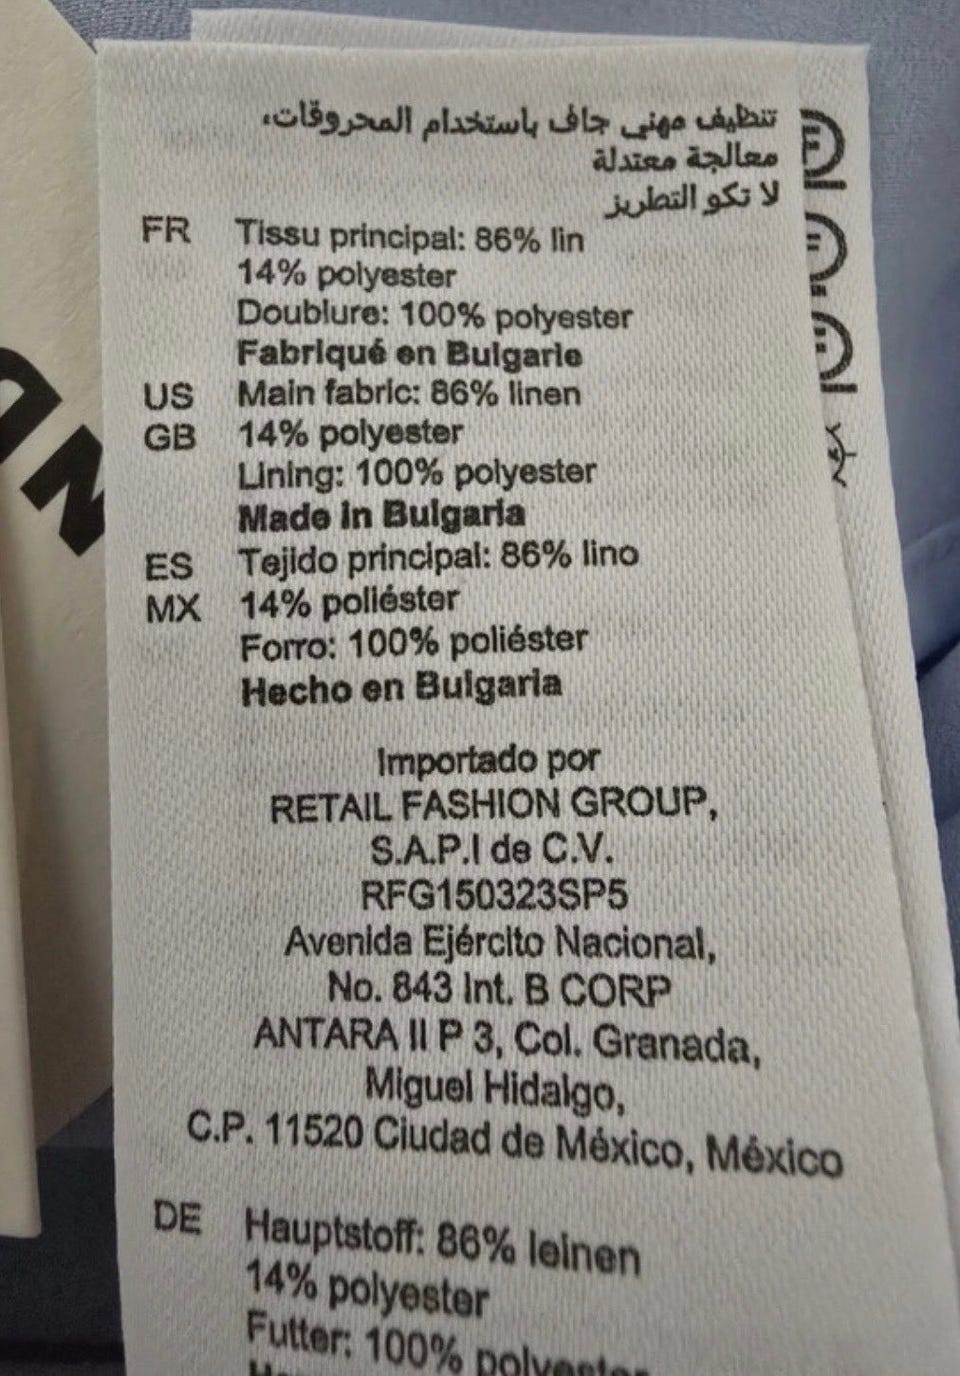 تنظيف مهني جاف باستخدام المحروقات،
معالجة معتدلة
لا تكو التطريز
FR Tissu principal: 86% lin
14% polyester
Doublure: 100% polyester
Fabriqué en Bulgarie
US Main fabric: 86% linen
GB 14% polyester
Lining: 100% polyester
Made in Bulgaria
ES Tejido principal: 86% lino
MX 14% poliéster
Forro: 100% poliéster
Hecho en Bulgaria
Importado por
RETAIL FASHION GROUP,
S.A.P.I de C.V.
RFG150323SP5
Avenida Ejército Nacional,
No. 843 Int. B CORP
ANTARA II P 3, Col. Granada,
Miguel Hidalgo,
C.P. 11520 Ciudad de México, México
DE Hauptstoff: 86% leinen
14% polyester
Futter: 100% polyester